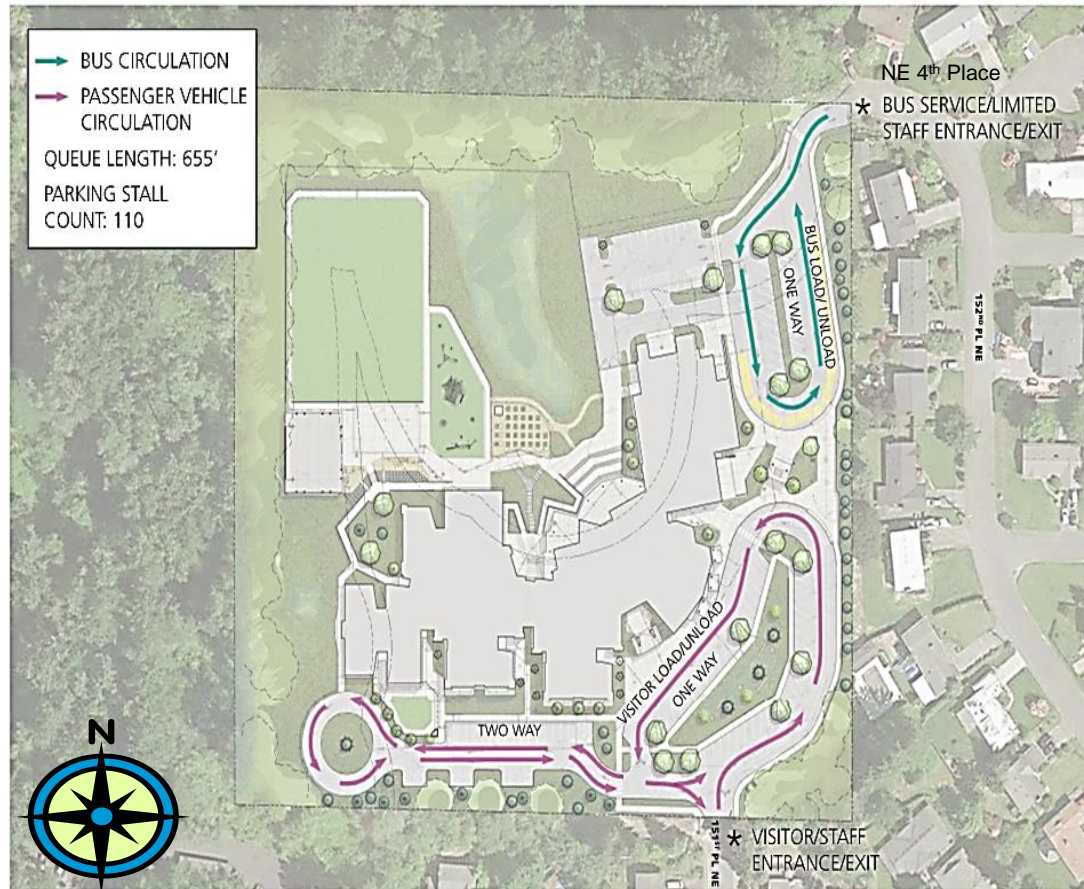 BUS CIRCULATION
PASSENGER VEHICLE
CIRCULATION
QUEUE LENGTH: 655'
PARKING STALL
COUNT: 110
NE 4th Place
* BUS SERVICE/LIMITED
STAFF ENTRANCE/EXIT
BUS LOAD/ UNLOAD
ONE WAY
152ND PL NE
VISITOR LOAD/UNLOAD
ONE WAY
TWO WAY
N
151ST PL NE
* VISITOR/STAFF
ENTRANCE/EXIT